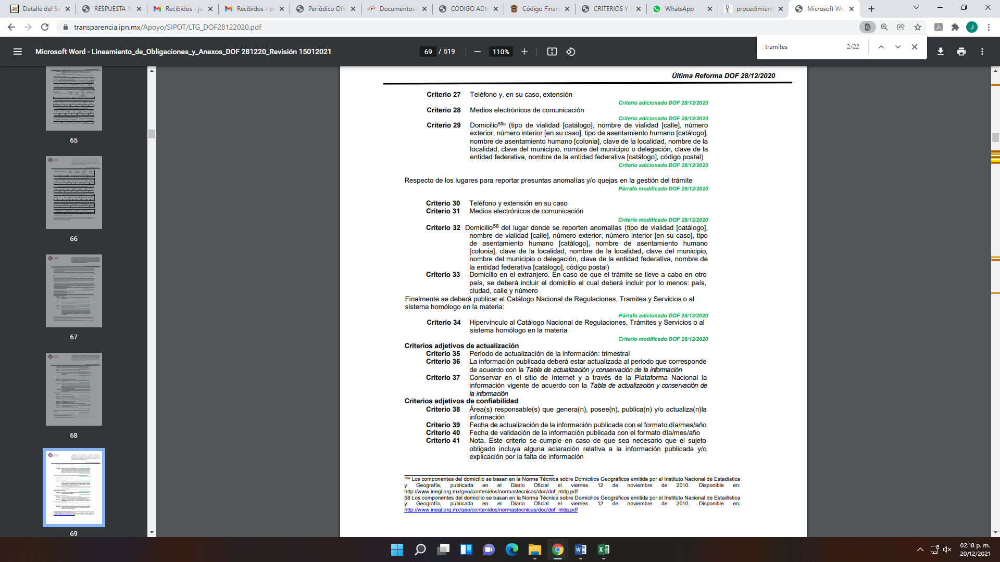 Detalle del Se
RESPUESTA 18
Recibidos - ju
Recibidos - po
Periódico Ofic
Documentos
CODIGO ADM
Código Finan
CRITERIOS Y E
WhatsApp
procedimient
Microsoft Wo
transparencia.ipn.mx/Apoyo/SIPOT/LTG_DOF28122020.pdf
J
tramites
2/22
Microsoft Word - Lineamiento_de_Obligaciones_y_Anexos_DOF 281220_Revisión 15012021
69 / 519
110%
65
66
67
68
69
Última Reforma DOF 28/12/2020
Criterio 27 Teléfono y, en su caso, extensión
Criterio adicionado DOF 28/12/2020
Criterio 28 Medios electrónicos de comunicación
Criterio adicionado DOF 28/12/2020
Criterio 29 Domicilio58a (tipo de vialidad [catálogo], nombre de vialidad [calle], número
exterior, número interior [en su caso], tipo de asentamiento humano [catálogo],
nombre de asentamiento humano [colonia], clave de la localidad, nombre de la
localidad, clave del municipio, nombre del municipio o delegación, clave de la
entidad federativa, nombre de la entidad federativa [catálogo], código postal)
Criterio adicionado DOF 28/12/2020
Respecto de los lugares para reportar presuntas anomalías y/o quejas en la gestión del trámite
Párrafo modificado DOF 28/12/2020
Criterio 30 Teléfono y extensión en su caso
Criterio 31 Medios electrónicos de comunicación
Criterio modificado DOF 28/12/2020
Criterio 32 Domicilio58 del lugar donde se reporten anomalías (tipo de vialidad [catálogo],
nombre de vialidad [calle], número exterior, número interior [en su caso], tipo
de asentamiento humano [catálogo], nombre de asentamiento humano
[colonia], clave de la localidad, nombre de la localidad, clave del municipio,
nombre del municipio o delegación, clave de la entidad federativa, nombre de
la entidad federativa [catálogo], código postal)
Criterio 33 Domicilio en el extranjero. En caso de que el trámite se lleve a cabo en otro
país, se deberá incluir el domicilio el cual deberá incluir por lo menos: país,
ciudad, calle y número
Finalmente se deberá publicar el Catálogo Nacional de Regulaciones, Tramites y Servicios o al
sistema homólogo en la materia:
Párrafo adicionado DOF 28/12/2020
Criterio 34 Hipervínculo al Catálogo Nacional de Regulaciones, Trámites y Servicios o al
sistema homólogo en la materia
Criterio modificado DOF 28/12/2020
Criterios adjetivos de actualización
Criterio 35 Periodo de actualización de la información: trimestral
Criterio 36 La información publicada deberá estar actualizada al periodo que corresponde
de acuerdo con la Tabla de actualización y conservación de la información
Criterio 37 Conservar en el sitio de Internet y a través de la Plataforma Nacional la
información vigente de acuerdo con la Tabla de actualización y conservación de
la información
Criterios adjetivos de confiabilidad
Criterio 38 Área(s) responsable(s) que genera(n), posee(n), publica(n) y/o actualiza(n)la
información
Criterio 39 Fecha de actualización de la información publicada con el formato día/mes/año
Criterio 40 Fecha de validación de la información publicada con el formato día/mes/año
Criterio 41 Nota. Este criterio se cumple en caso de que sea necesario que el sujeto
obligado incluya alguna aclaración relativa a la información publicada y/o
explicación por la falta de información
58a Los componentes del domicilio se basan en la Norma Técnica sobre Domicilios Geográficos emitida por el Instituto Nacional de Estadística
y Geografía, publicada en el Diario Oficial el viernes 12 de noviembre de 2010. Disponible en:
http://www.inegi.org.mx/geo/contenidos/normastecnicas/doc/dof_ntdg.pdf
58 Los componentes del domicilio se basan en la Norma Técnica sobre Domicilios Geográficos emitida por el Instituto Nacional de Estadística
y Geografía, publicada en el Diario Oficial el viernes 12 de noviembre de 2010. Disponible en:
http://www.inegi.org.mx/geo/contenidos/normastecnicas/doc/dof_ntdg.pdf
02:18 p. m.
20/12/2021